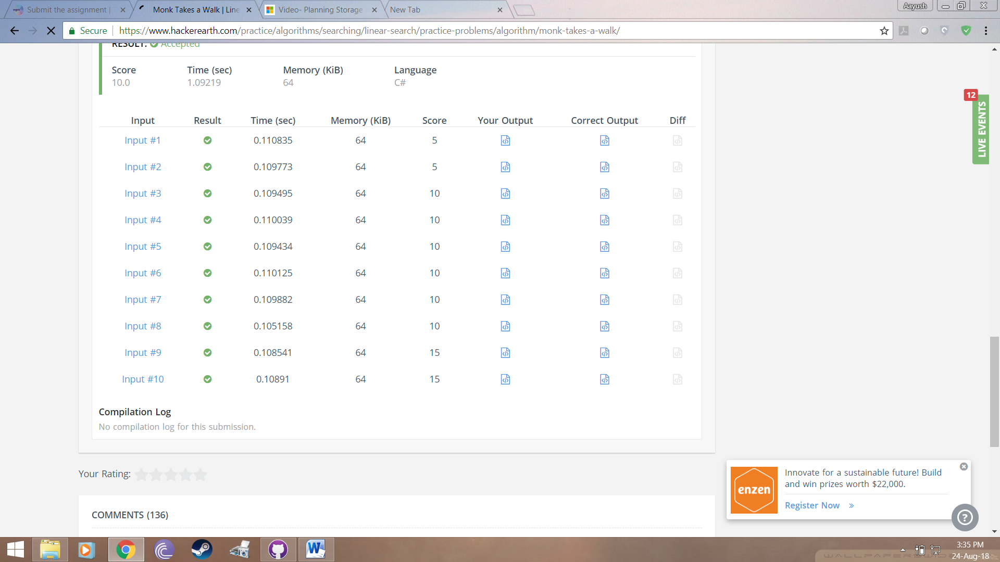 Submit the assignment |
Monk Takes a Walk | Line
Video- Planning Storage
New Tab
Aayush
Secure
https://www.hackerearth.com/practice/algorithms/searching/linear-search/practice-problems/algorithm/monk-takes-a-walk/
RESULT: Accepted
Score Time (sec) Memory (KiB) Language
10.0 1.09219 64 C#
12
LIVE EVENTS
Input Result Time (sec) Memory (KiB) Score Your Output Correct Output Diff
Input #1 0.110835 64 5
Input #2 0.109773 64 5
Input #3 0.109495 64 10
Input #4 0.110039 64 10
Input #5 0.109434 64 10
Input #6 0.110125 64 10
Input #7 0.109882 64 10
Input #8 0.105158 64 10
Input #9 0.108541 64 15
Input #10 0.10891 64 15
Compilation Log
No compilation log for this submission.
Your Rating:
enzen
Innovate for a sustainable future! Build
and win prizes worth $22,000.
Register Now »
?
COMMENTS (136)
3:35 PM
24-Aug-18